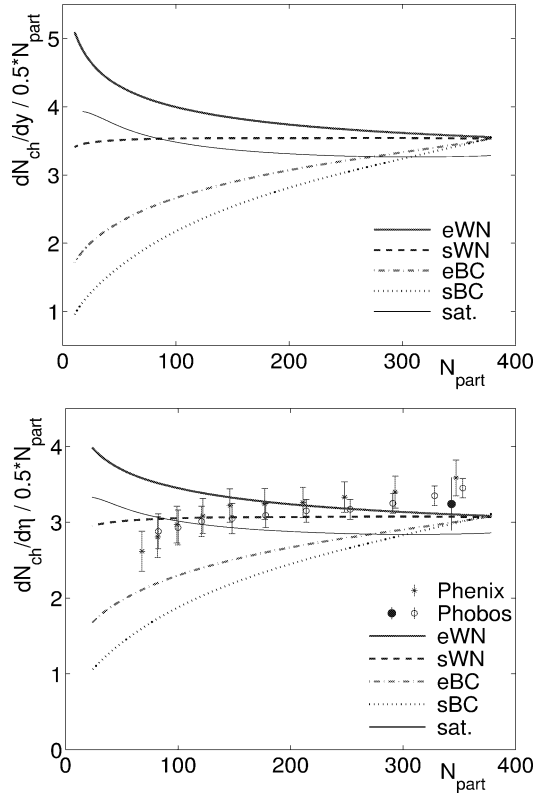 dN_ch/dy / 0.5*N_part
5
4
3
2
1
0
100
200
300
400
N_part
eWN
sWN
eBC
sBC
sat.
dN_ch/dη / 0.5*N_part
4
3
2
1
0
0
100
200
300
400
N_part
Phenix
Phobos
eWN
sWN
eBC
sBC
sat.